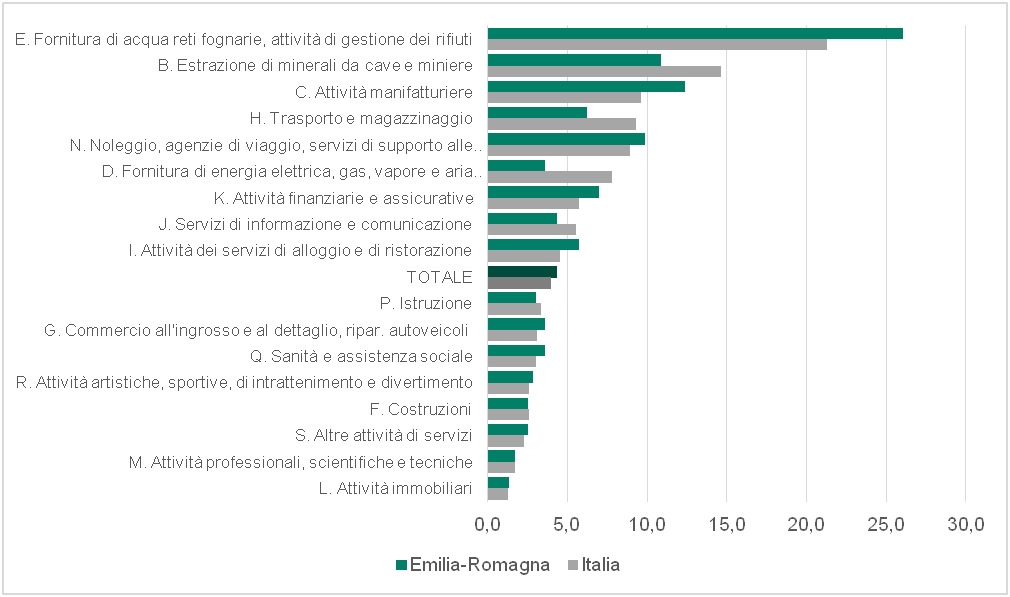 E. Fornitura di acqua reti fognarie, attività di gestione dei rifiuti
B. Estrazione di minerali da cave e miniere
C. Attività manifatturiere
H. Trasporto e magazzinaggio
N. Noleggio, agenzie di viaggio, servizi di supporto alle..
D. Fornitura di energia elettrica, gas, vapore e aria..
K. Attività finanziarie e assicurative
J. Servizi di informazione e comunicazione
I. Attività dei servizi di alloggio e di ristorazione
TOTALE
P. Istruzione
G. Commercio all'ingrosso e al dettaglio, ripar. autoveicoli
Q. Sanità e assistenza sociale
R. Attività artistiche, sportive, di intrattenimento e divertimento
F. Costruzioni
S. Altre attività di servizi
M. Attività professionali, scientifiche e tecniche
L. Attività immobiliari
0,0 5,0 10,0 15,0 20,0 25,0 30,0
Emilia-Romagna Italia